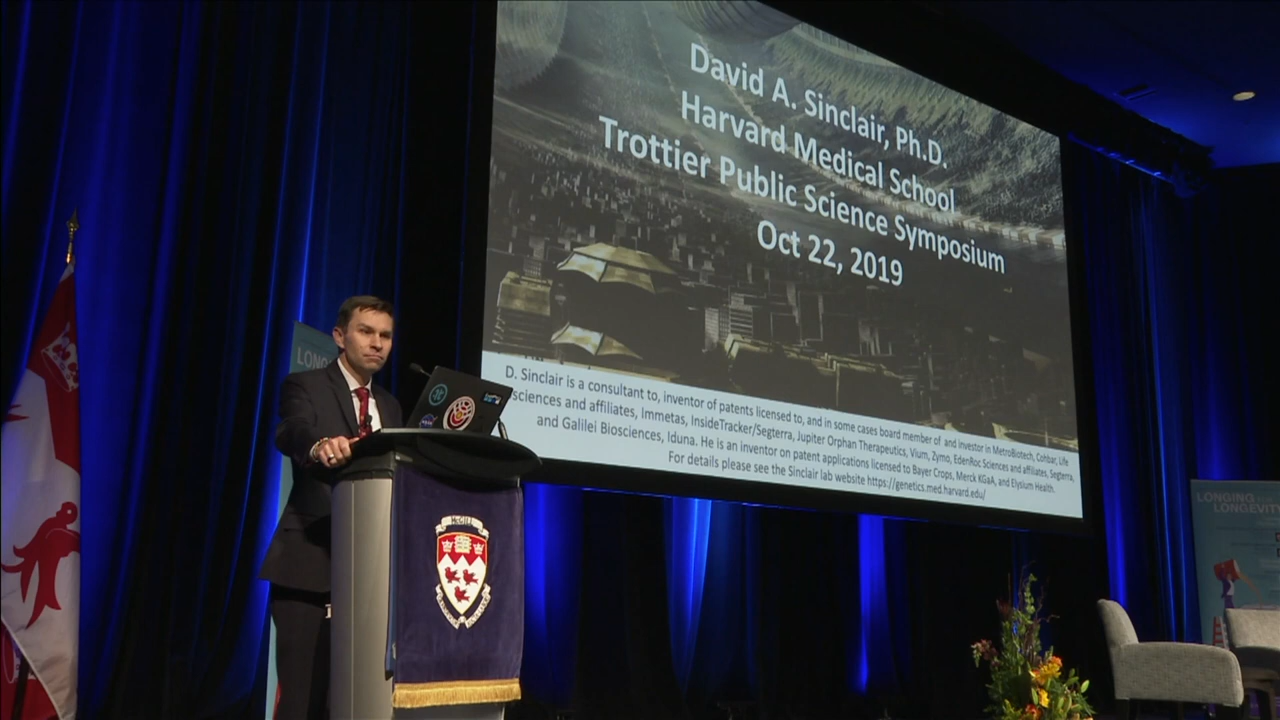 David A. Sinclair, Ph.D.
Harvard Medical School
Trottier Public Science Symposium
Oct 22, 2019
D. Sinclair is a consultant to, inventor of patents licensed to, and in some cases board member of and investor in MetroBiotech, Cohbar, Life
sciences and affiliates, Immetas, InsideTracker/Segterra, Jupiter Orphan Therapeutics, Vium, Zymo, EdenRoc Sciences and affiliates, Segterra,
and Galilei Biosciences, Iduna. He is an inventor on patent applications licensed to Bayer Crops, Merck KGaA, and Elysium Health.
For details please see the Sinclair lab website https://genetics.med.harvard.edu/
LONG
NASA
McGILL
LONGING
LONGEVITY